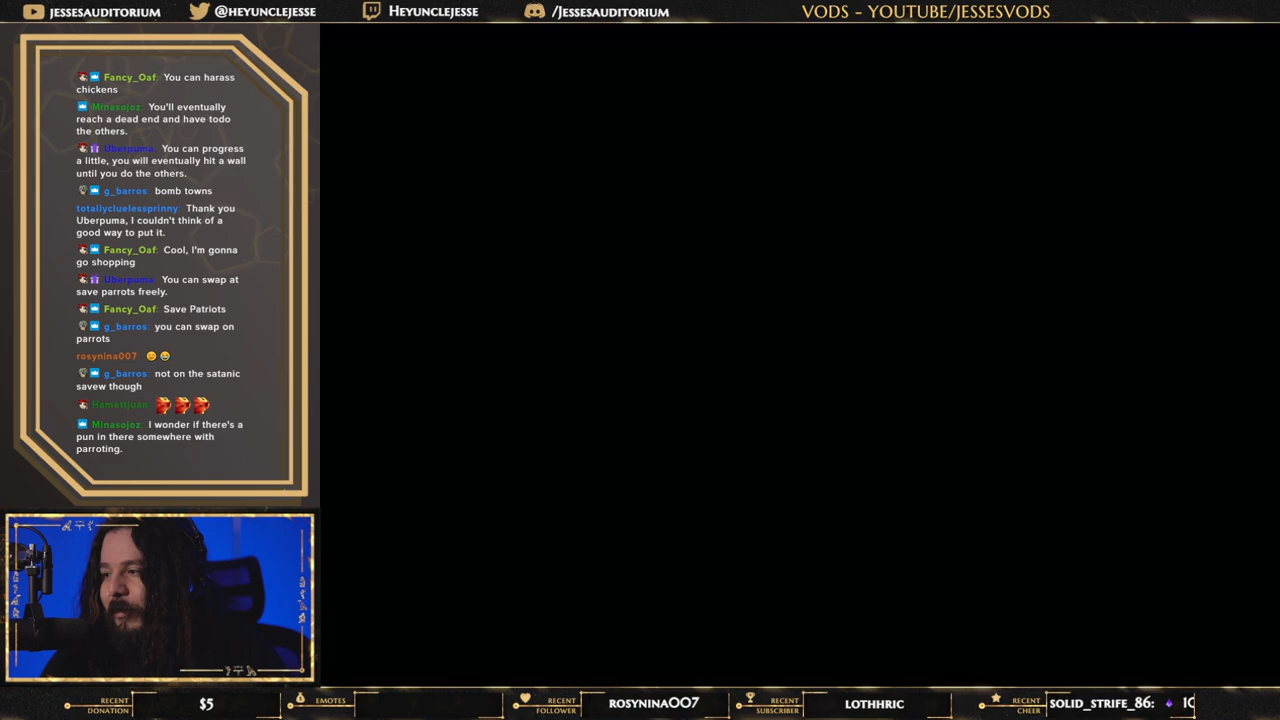 JESSESAUDITORIUM @HEYUNCLEJESSE HEYUNCLEJESSE /JESSESAUDITORIUM VODS - YOUTUBE/JESSESVODS
Fancy_Oaf: You can harass
chickens
Minasojoz: You'll eventually
reach a dead end and have todo
the others.
Uberpuma: You can progress
a little, you will eventually hit a wall
until you do the others.
g_barros: bomb towns
totallycluelessprinny: Thank you
Uberpuma, I couldn't think of a
good way to put it.
Fancy_Oaf: Cool, I'm gonna
go shopping
Uberpuma: You can swap at
save parrots freely.
Fancy_Oaf: Save Patriots
g_barros: you can swap on
parrots
rosynina007
g_barros: not on the satanic
savew though
Hamettjuan
Minasojoz: I wonder if there's a
pun in there somewhere with
parroting.
RECENT
DONATION
$5
EMOTES
RECENT
FOLLOWER
ROSYNINA007
RECENT
SUBSCRIBER
LOTHHRIC
RECENT
CHEER
SOLID_STRIFE_86: